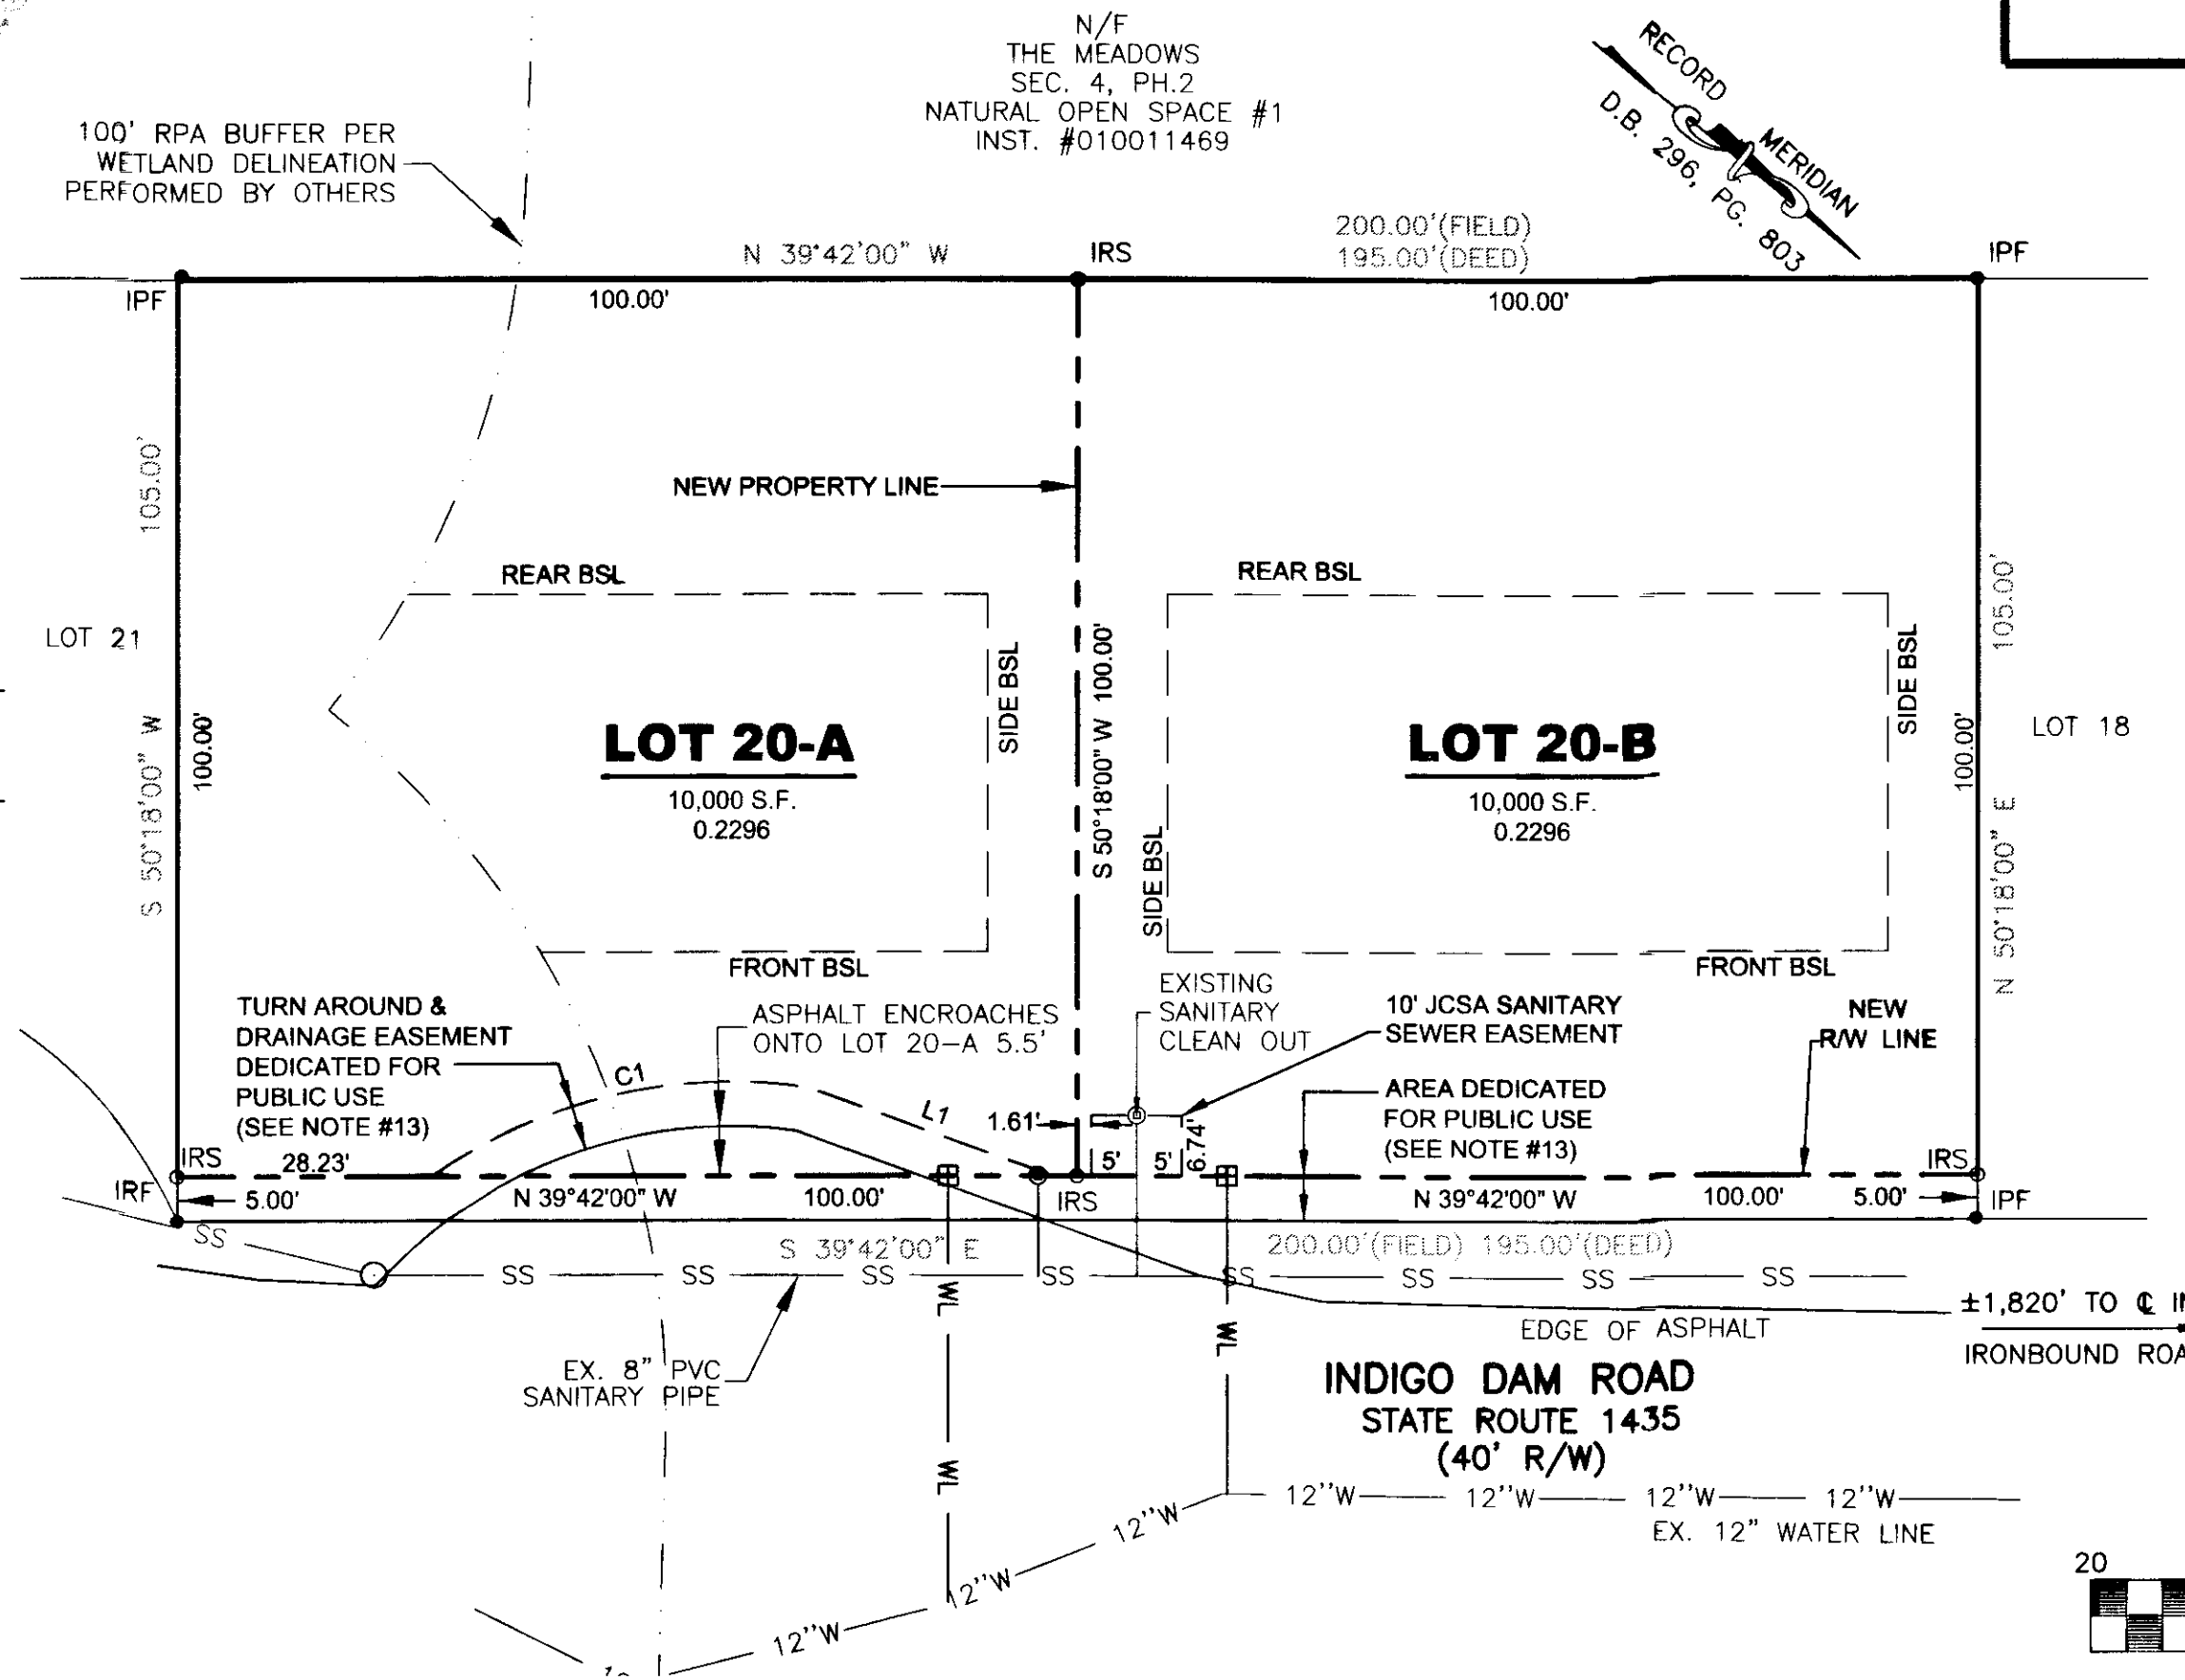 N/F
THE MEADOWS
SEC. 4, PH.2
NATURAL OPEN SPACE #1
INST. #010011469
RECORD MERIDIAN
D.B. 296, PG. 803
100' RPA BUFFER PER
WETLAND DELINEATION
PERFORMED BY OTHERS
N 39°42'00" W
IRS
200.00'(FIELD)
195.00'(DEED)
IPF
IPF
100.00'
100.00'
105.00'
S 50°18'00" W
100.00'
LOT 21
NEW PROPERTY LINE
REAR BSL
SIDE BSL
LOT 20-A
10,000 S.F.
0.2296
FRONT BSL
S 50°18'00" W 100.00'
REAR BSL
SIDE BSL
SIDE BSL
LOT 20-B
10,000 S.F.
0.2296
FRONT BSL
105.00'
N 50°18'00" E
100.00'
LOT 18
TURN AROUND &
DRAINAGE EASEMENT
DEDICATED FOR
PUBLIC USE
(SEE NOTE #13)
ASPHALT ENCROACHES
ONTO LOT 20-A 5.5'
EXISTING
SANITARY
CLEAN OUT
10' JCSA SANITARY
SEWER EASEMENT
NEW
R/W LINE
AREA DEDICATED
FOR PUBLIC USE
(SEE NOTE #13)
C1
L1
1.61'
6.74'
5'
5'
IRS
28.23'
IRS
IRF
5.00'
N 39°42'00" W
100.00'
IRS
N 39°42'00" W
100.00'
5.00'
IPF
S 39°42'00" E
200.00'(FIELD) 195.00'(DEED)
SS
SS SS SS SS SS SS SS SS
WL
WL
WL
EX. 8" PVC
SANITARY PIPE
EDGE OF ASPHALT
±1,820' TO ℄
IRONBOUND
INDIGO DAM ROAD
STATE ROUTE 1435
(40' R/W)
12"W 12"W 12"W 12"W
12"W
12"W
12"W
EX. 12" WATER LINE
20